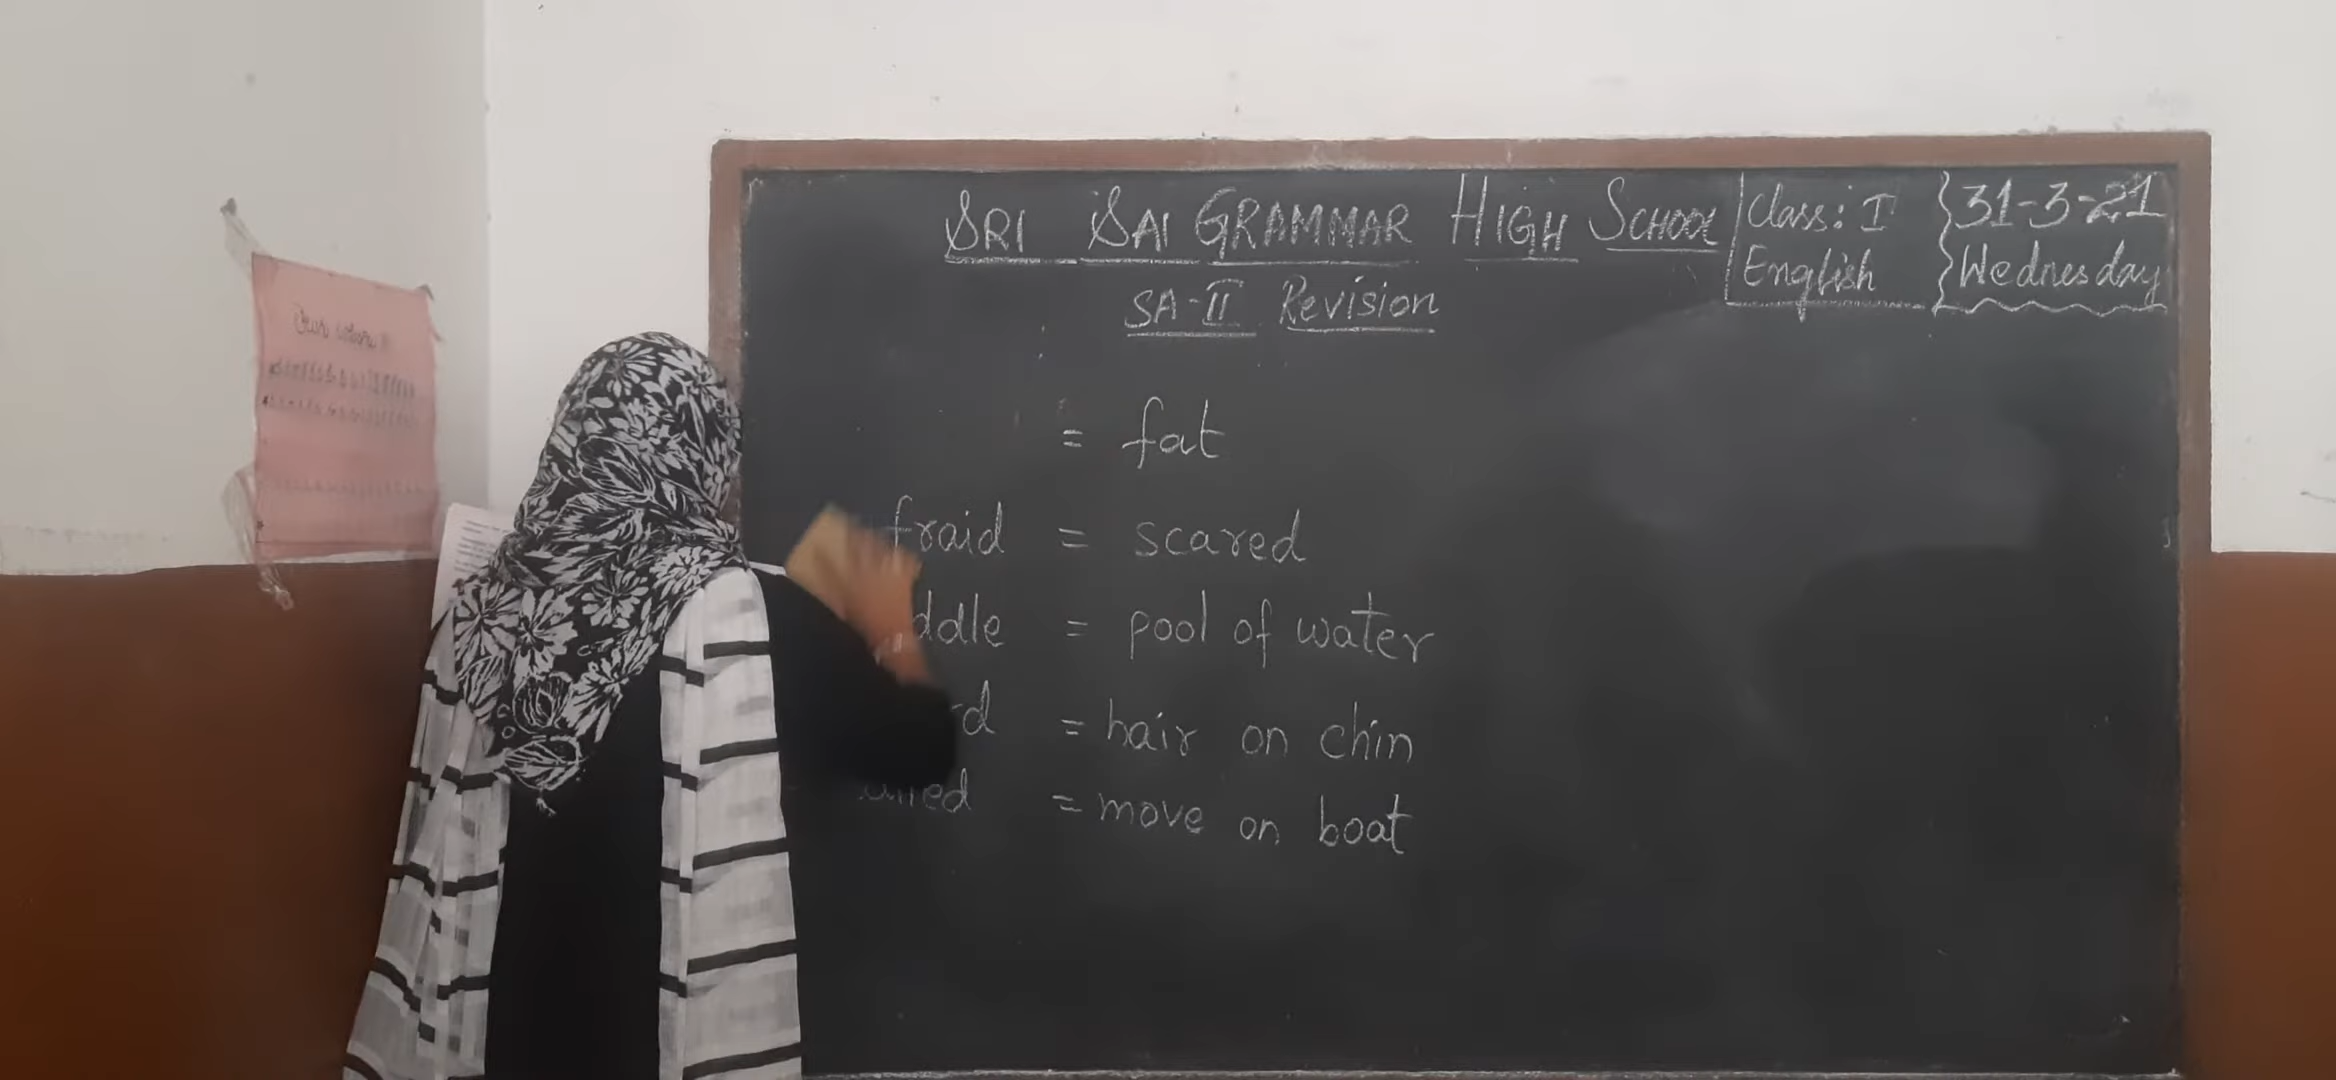 SRI SAI GRAMMAR HIGH SCHOOL
Class: I
English
31-3-21
Wednesday
SA-II Revision
= fat
fraid = scared
ddle = pool of water
rd = hair on chin
= move on boat